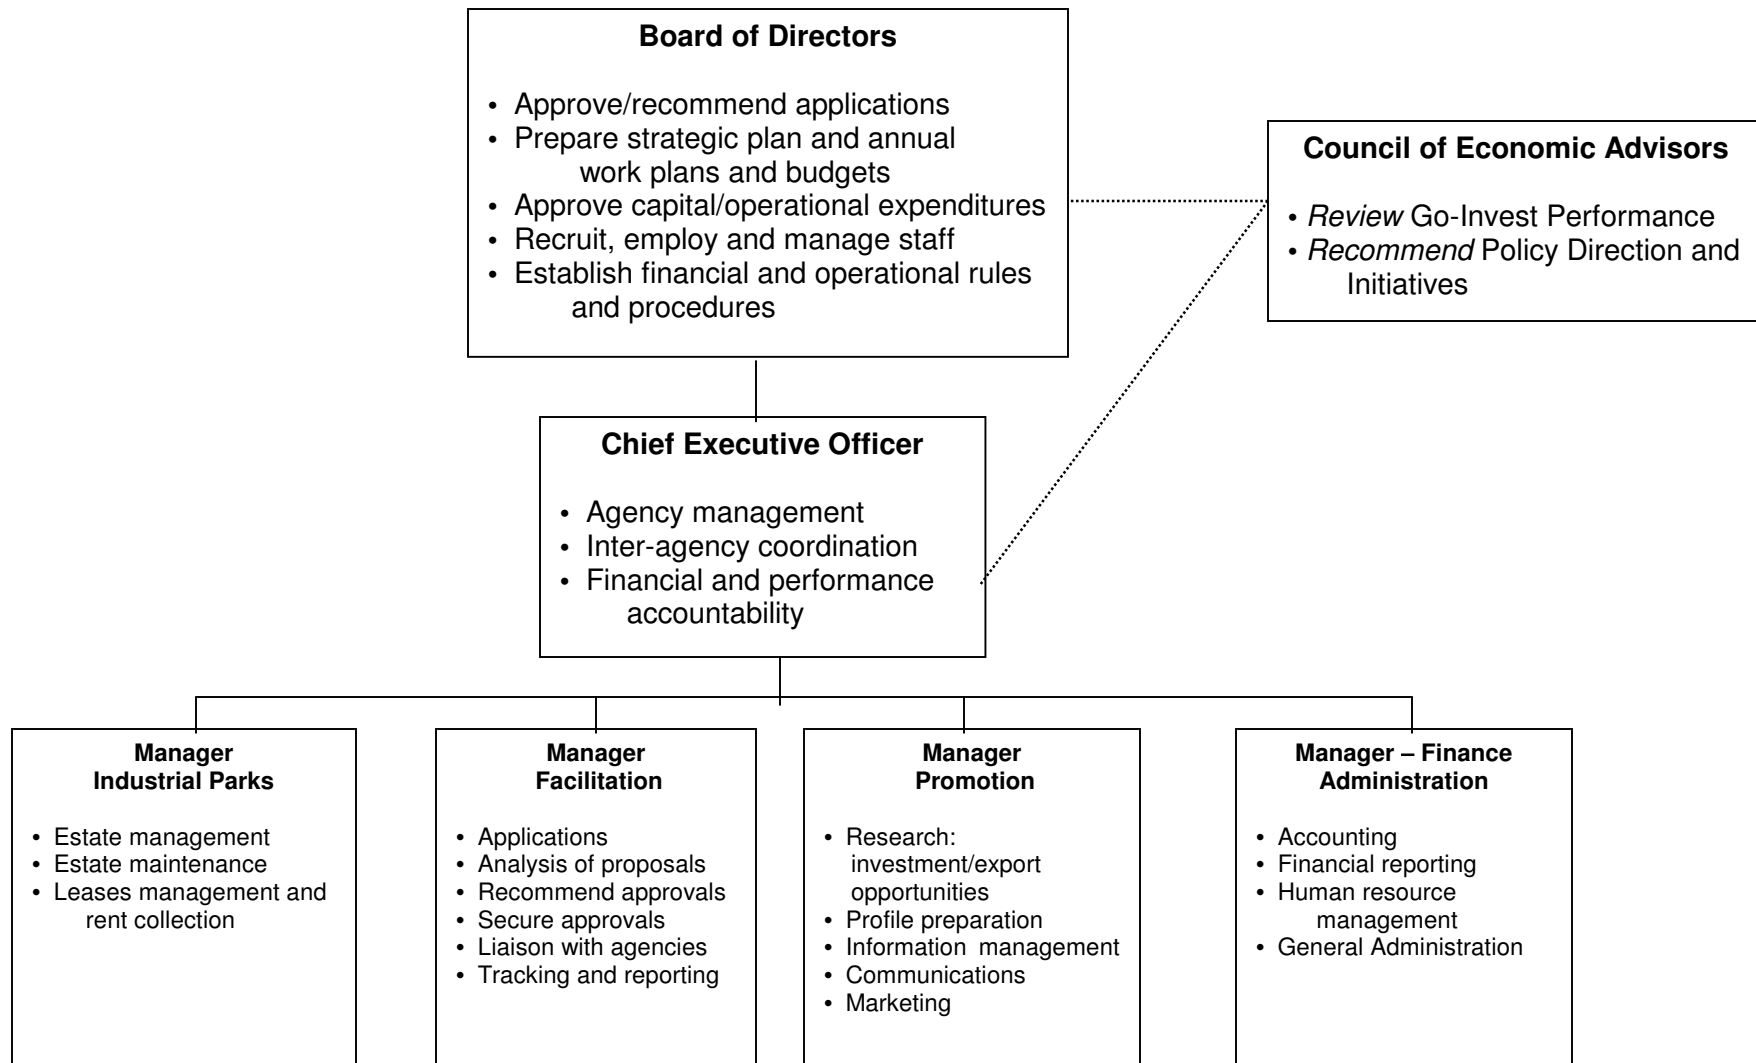 Board of Directors
• Approve/recommend applications
• Prepare strategic plan and annual
work plans and budgets
• Approve capital/operational expenditures
• Recruit, employ and manage staff
• Establish financial and operational rules
and procedures
Council of Economic Advisors
• Review Go-Invest Performance
• Recommend Policy Direction and
Initiatives
Chief Executive Officer
• Agency management
• Inter-agency coordination
• Financial and performance
accountability
Manager
Industrial Parks
• Estate management
• Estate maintenance
• Leases management and
rent collection
Manager
Facilitation
• Applications
• Analysis of proposals
• Recommend approvals
• Secure approvals
• Liaison with agencies
• Tracking and reporting
Manager
Promotion
• Research:
investment/export
opportunities
• Profile preparation
• Information management
• Communications
• Marketing
Manager – Finance
Administration
• Accounting
• Financial reporting
• Human resource
management
• General Administration